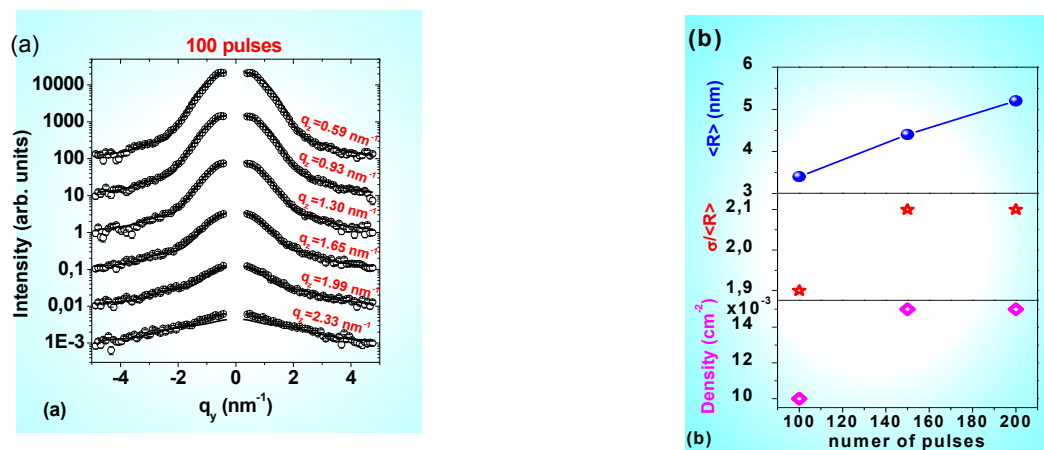 (a)
100 pulses
10000
1000
100
10
1
0,1
0,01
1E-3
Intensity (arb. units)
q_z=0.59 nm⁻¹
q_z=0.93 nm⁻¹
q_z=1.30 nm⁻¹
q_z=1.65 nm⁻¹
q_z=1.99 nm⁻¹
q_z=2.33 nm⁻¹
-4 -2 0 2 4
(a)
q_y (nm⁻¹)
(b)
6
5
4
3
<R> (nm)
2,1
2,0
1,9
σ/<R>
x10⁻³
14
12
10
Density (cm⁻²)
100 120 140 160 180 200
(b)
numer of pulses